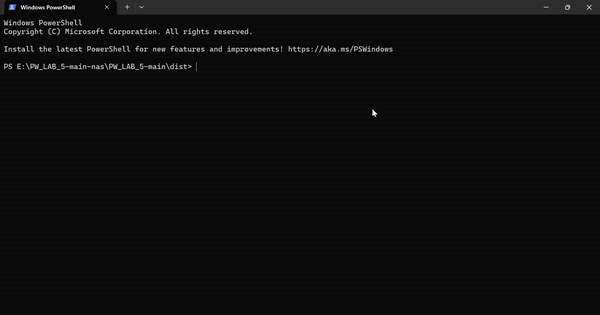 Windows PowerShell
Windows PowerShell
Copyright (C) Microsoft Corporation. All rights reserved.
Install the latest PowerShell for new features and improvements! https://aka.ms/PSWindows
PS E:\PW_LAB_5-main-nas\PW_LAB_5-main\dist>